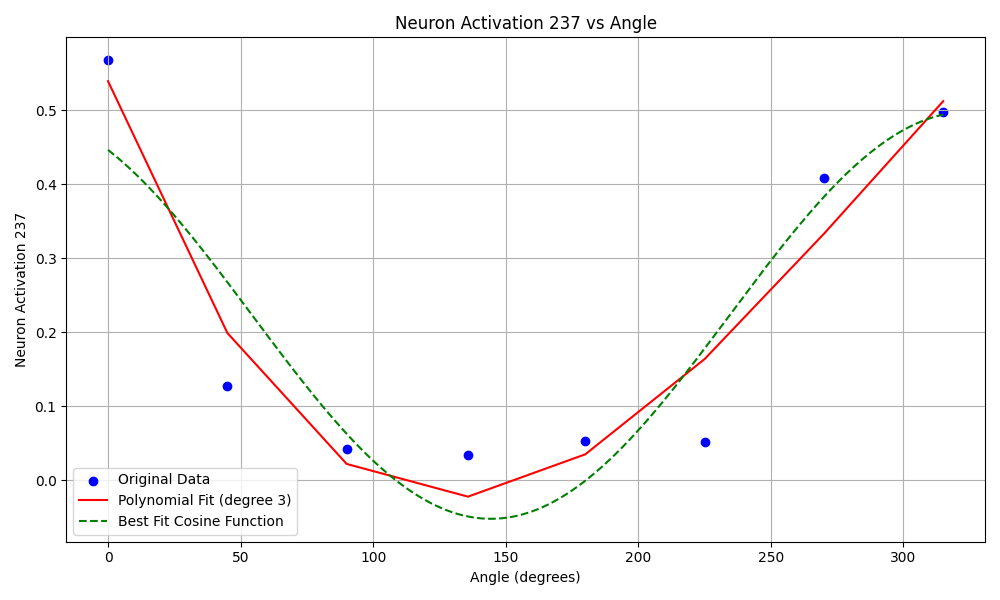 Neuron Activation 237 vs Angle
Neuron Activation 237
0.5
0.4
0.3
0.2
0.1
0.0
Original Data
Polynomial Fit (degree 3)
Best Fit Cosine Function
0 50 100 150 200 250 300
Angle (degrees)